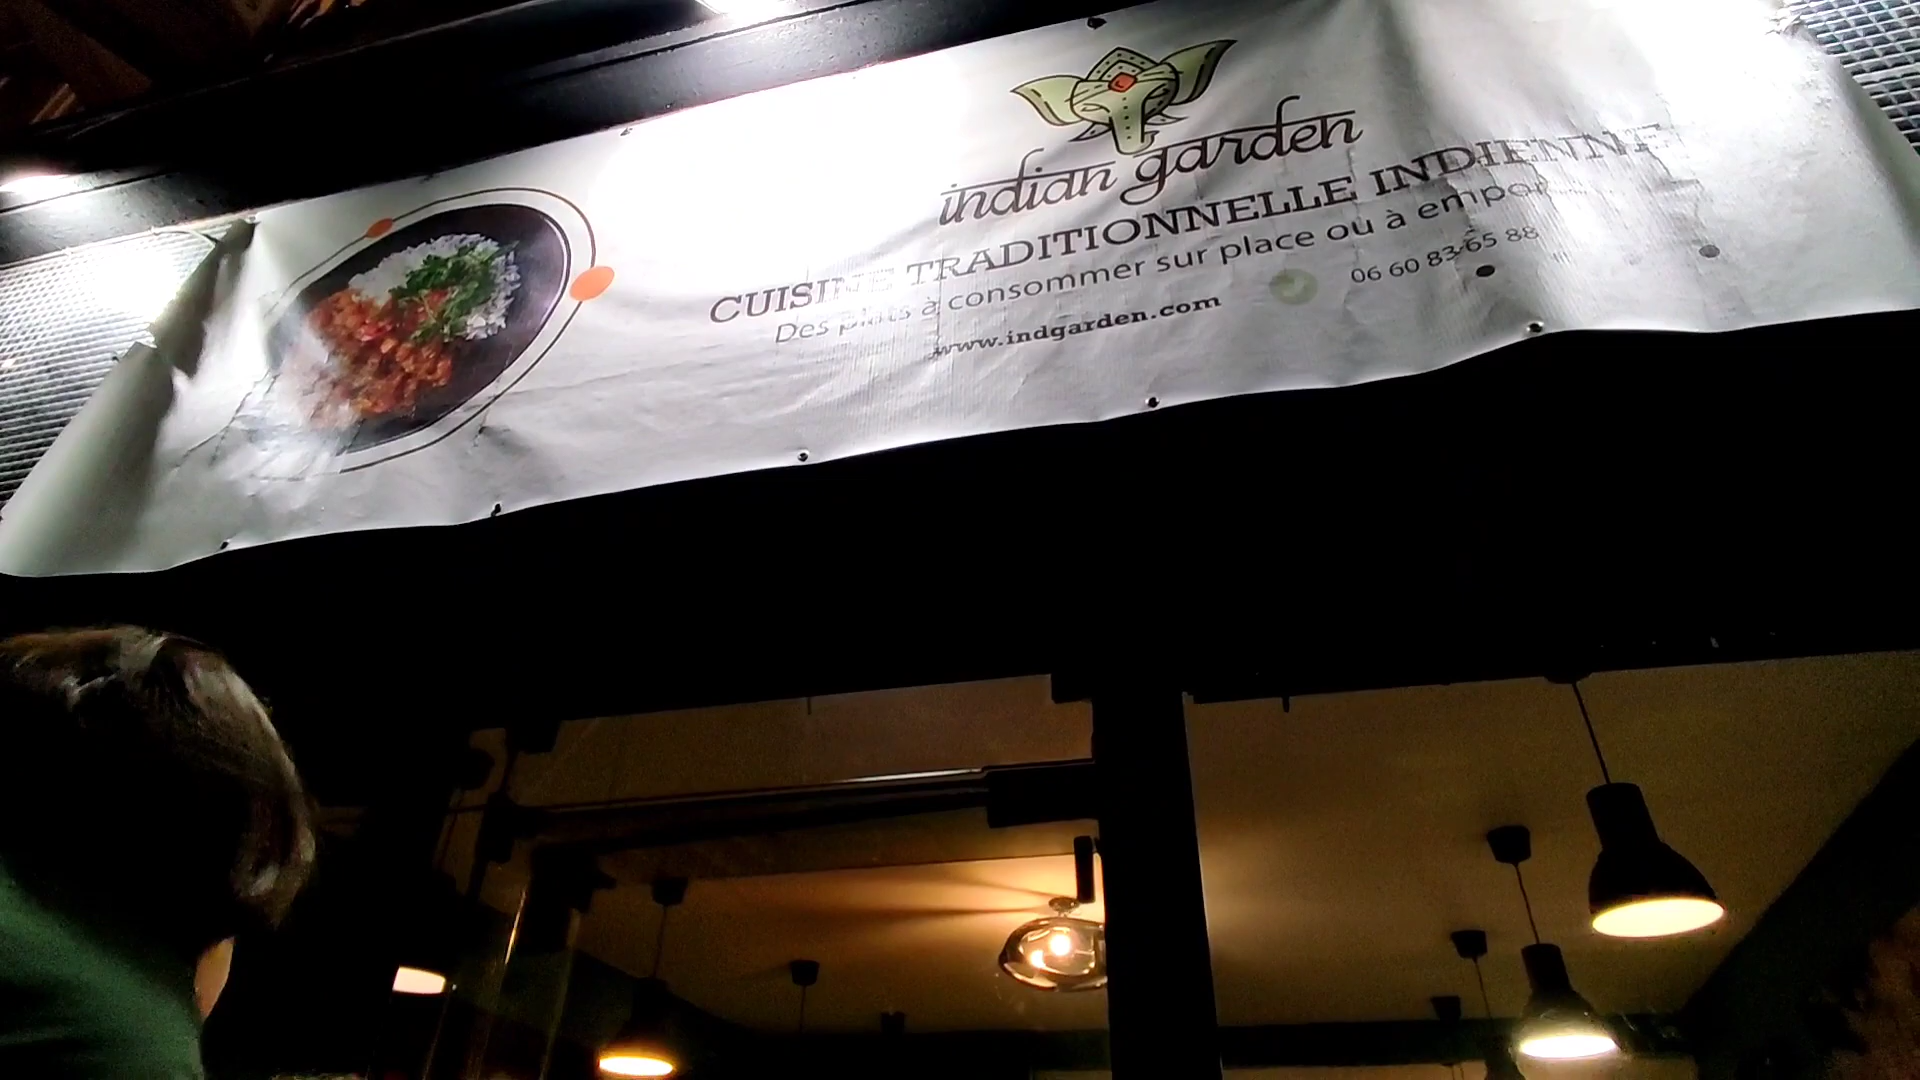 indian garden
CUISINE TRADITIONNELLE INDIENNE
Des plats à consommer sur place ou à
www.indgarden.com
06 60 83 65 88